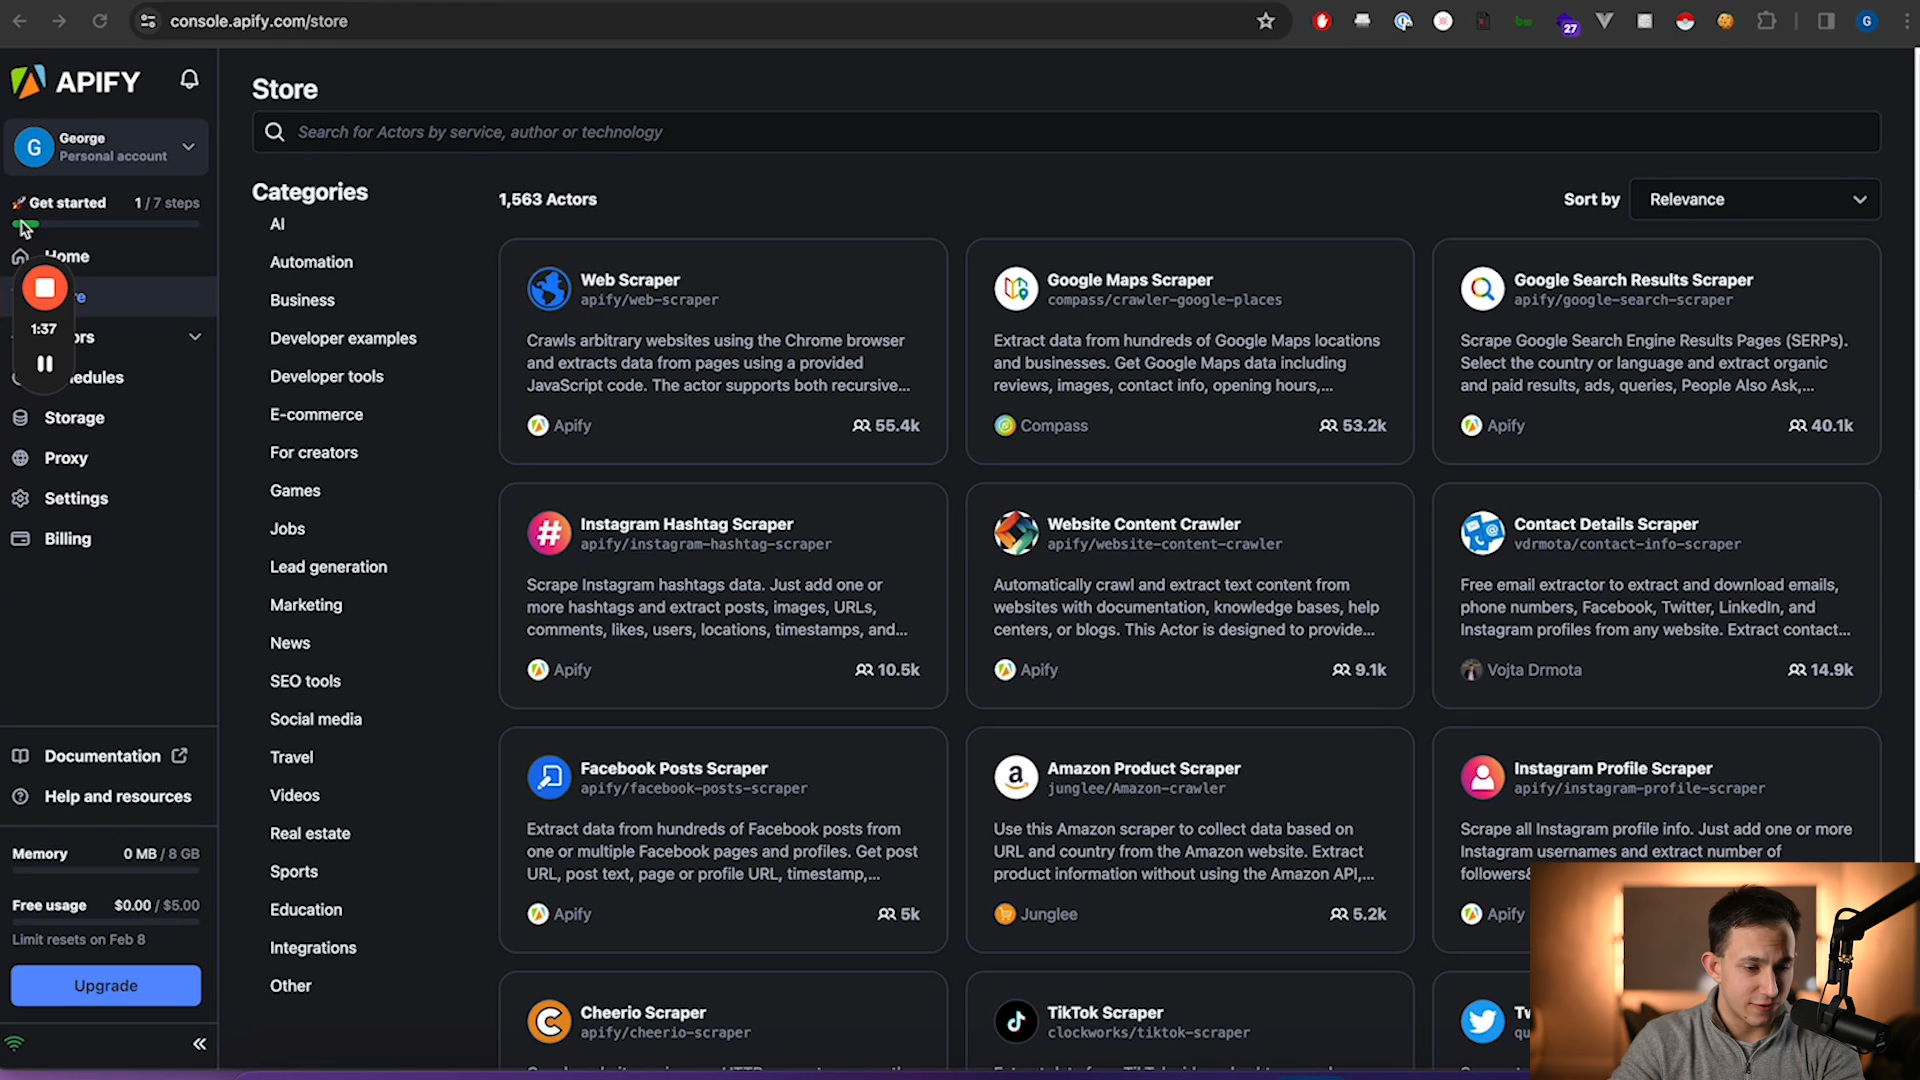 console.apify.com/store
27
G
APIFY
Store
Search for Actors by service, author or technology
G
George
Personal account
Get started
1 / 7 steps
Home
1:37
Storage
Proxy
Settings
Billing
Documentation
Help and resources
Memory
0 MB / 8 GB
Free usage
$0.00 / $5.00
Limit resets on Feb 8
Upgrade
Categories
AI
Automation
Business
Developer examples
Developer tools
E-commerce
For creators
Games
Jobs
Lead generation
Marketing
News
SEO tools
Social media
Travel
Videos
Real estate
Sports
Education
Integrations
Other
1,563 Actors
Sort by
Relevance
Web Scraper
apify/web-scraper
Crawls arbitrary websites using the Chrome browser
and extracts data from pages using a provided
JavaScript code. The actor supports both recursive...
Apify
55.4k
Google Maps Scraper
compass/crawler-google-places
Extract data from hundreds of Google Maps locations
and businesses. Get Google Maps data including
reviews, images, contact info, opening hours,...
Compass
53.2k
Google Search Results Scraper
apify/google-search-scraper
Scrape Google Search Engine Results Pages (SERPs).
Select the country or language and extract organic
and paid results, ads, queries, People Also Ask,...
Apify
40.1k
Instagram Hashtag Scraper
apify/instagram-hashtag-scraper
Scrape Instagram hashtags data. Just add one or
more hashtags and extract posts, images, URLs,
comments, likes, users, locations, timestamps, and...
Apify
10.5k
Website Content Crawler
apify/website-content-crawler
Automatically crawl and extract text content from
websites with documentation, knowledge bases, help
centers, or blogs. This Actor is designed to provide...
Apify
9.1k
Contact Details Scraper
vdrmota/contact-info-scraper
Free email extractor to extract and download emails,
phone numbers, Facebook, Twitter, LinkedIn, and
Instagram profiles from any website. Extract contact...
Vojta Drmota
14.9k
Facebook Posts Scraper
apify/facebook-posts-scraper
Extract data from hundreds of Facebook posts from
one or multiple Facebook pages and profiles. Get post
URL, post text, page or profile URL, timestamp,...
Apify
5k
Amazon Product Scraper
junglee/Amazon-crawler
Use this Amazon scraper to collect data based on
URL and country from the Amazon website. Extract
product information without using the Amazon API,...
Junglee
5.2k
Instagram Profile Scraper
apify/instagram-profile-scraper
Scrape all Instagram profile info. Just add one or more
Instagram usernames and extract number of
Apify
Cheerio Scraper
apify/cheerio-scraper
TikTok Scraper
clockworks/tiktok-scraper